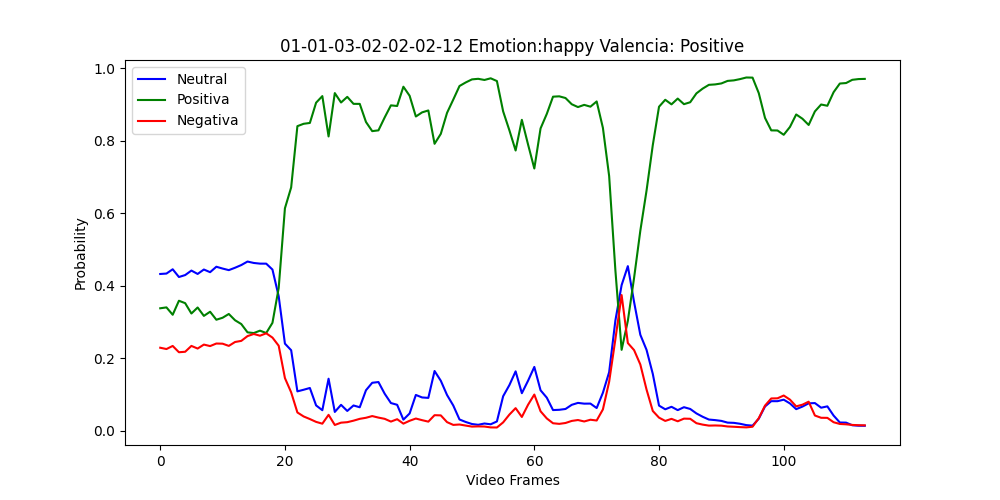 01-01-03-02-02-02-12 Emotion:happy Valencia: Positive
Neutral
Positiva
Negativa
Probability
1.0
0.8
0.6
0.4
0.2
0.0
0 20 40 60 80 100
Video Frames